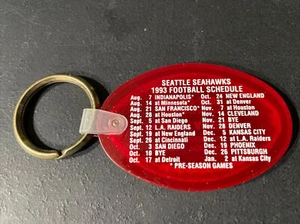 SEATTLE SEAHAWKS
1993 FOOTBALL SCHEDULE
Aug. 7 INDIANAPOLIS* Oct. 24 NEW ENGLAND
Aug. 14 at Minnesota* Oct. 31 at Denver
Aug. 21 SAN FRANCISCO* Nov. 7 at Houston
Aug. 28 at Houston* Nov. 14 CLEVELAND
Sept. 5 at San Diego Nov. 21 BYE
Sept. 12 L.A. RAIDERS Nov. 28 DENVER
Sept. 19 at New England Dec. 5 KANSAS CITY
Sept. 26 at Cincinnati Dec. 12 at L.A. Raiders
Oct. 3 SAN DIEGO Dec. 19 PHOENIX
Oct. 10 BYE Dec. 26 PITTSBURGH
Oct. 17 at Detroit Jan. 2 at Kansas City
* PRE-SEASON GAMES